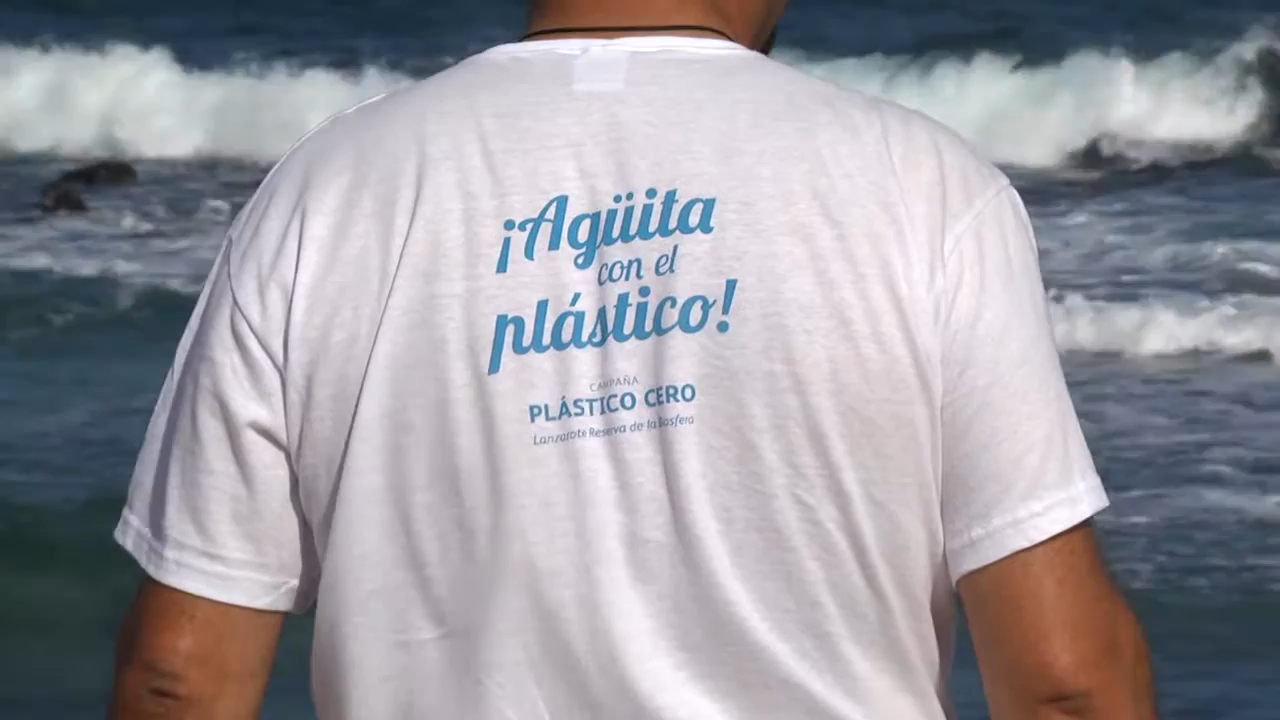 ¡Agüita
con el
plástico!
CAMPAÑA
PLÁSTICO CERO
Lanzarote Reserva de la Biosfera